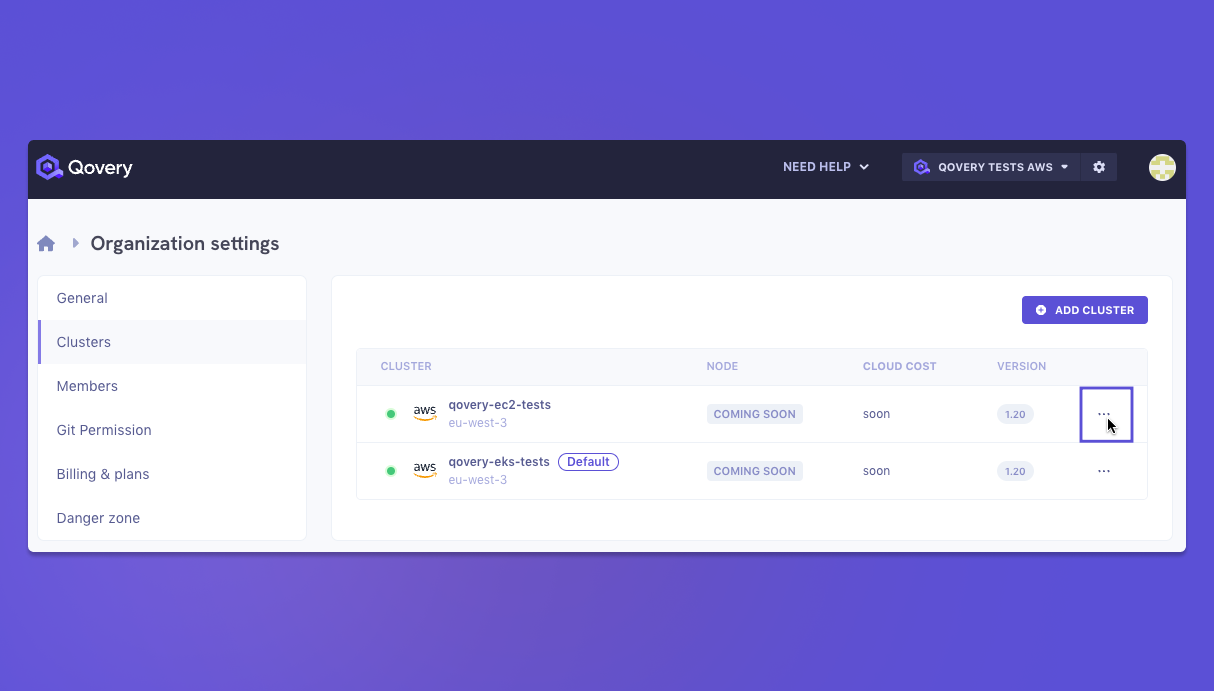 Qovery
NEED HELP
QOVERY TESTS AWS
Organization settings
General
Clusters
Members
Git Permission
Billing & plans
Danger zone
ADD CLUSTER
CLUSTER NODE CLOUD COST VERSION
aws qovery-ec2-tests COMING SOON soon 1.20 ...
eu-west-3
aws qovery-eks-tests Default COMING SOON soon 1.20 ...
eu-west-3